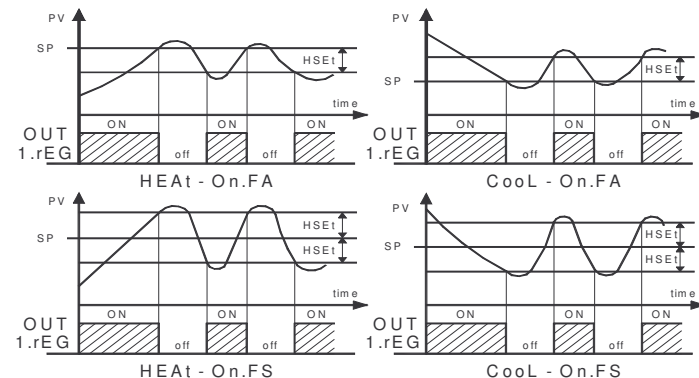 PV
SP
HSEt
time
ON
ON
ON
OUT
1.rEG
off
off
HEAt - On.FA
PV
SP
HSEt
time
ON
ON
ON
OUT
1.rEG
off
off
CooL - On.FA
PV
HSEt
SP
HSEt
time
ON
ON
ON
OUT
1.rEG
off
off
HEAt - On.FS
PV
HSEt
SP
HSEt
time
ON
ON
ON
OUT
1.rEG
off
off
CooL - On.FS